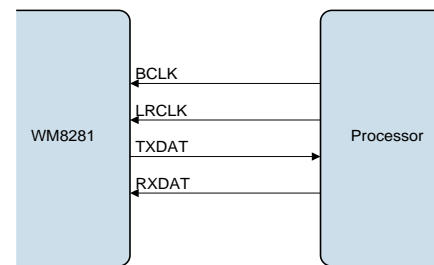 BCLK
LRCLK
WM8281
Processor
TXDAT
RXDAT